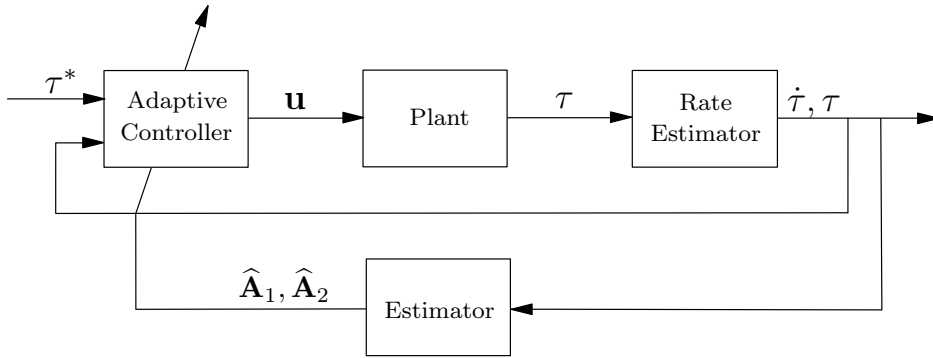 τ*
Adaptive
Controller
u
Plant
τ
Rate
Estimator
τ̇, τ
Â₁, Â₂
Estimator